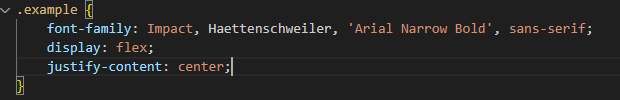 .example {
    font-family: Impact, Haettenschweiler, 'Arial Narrow Bold', sans-serif;
    display: flex;
    justify-content: center;
}